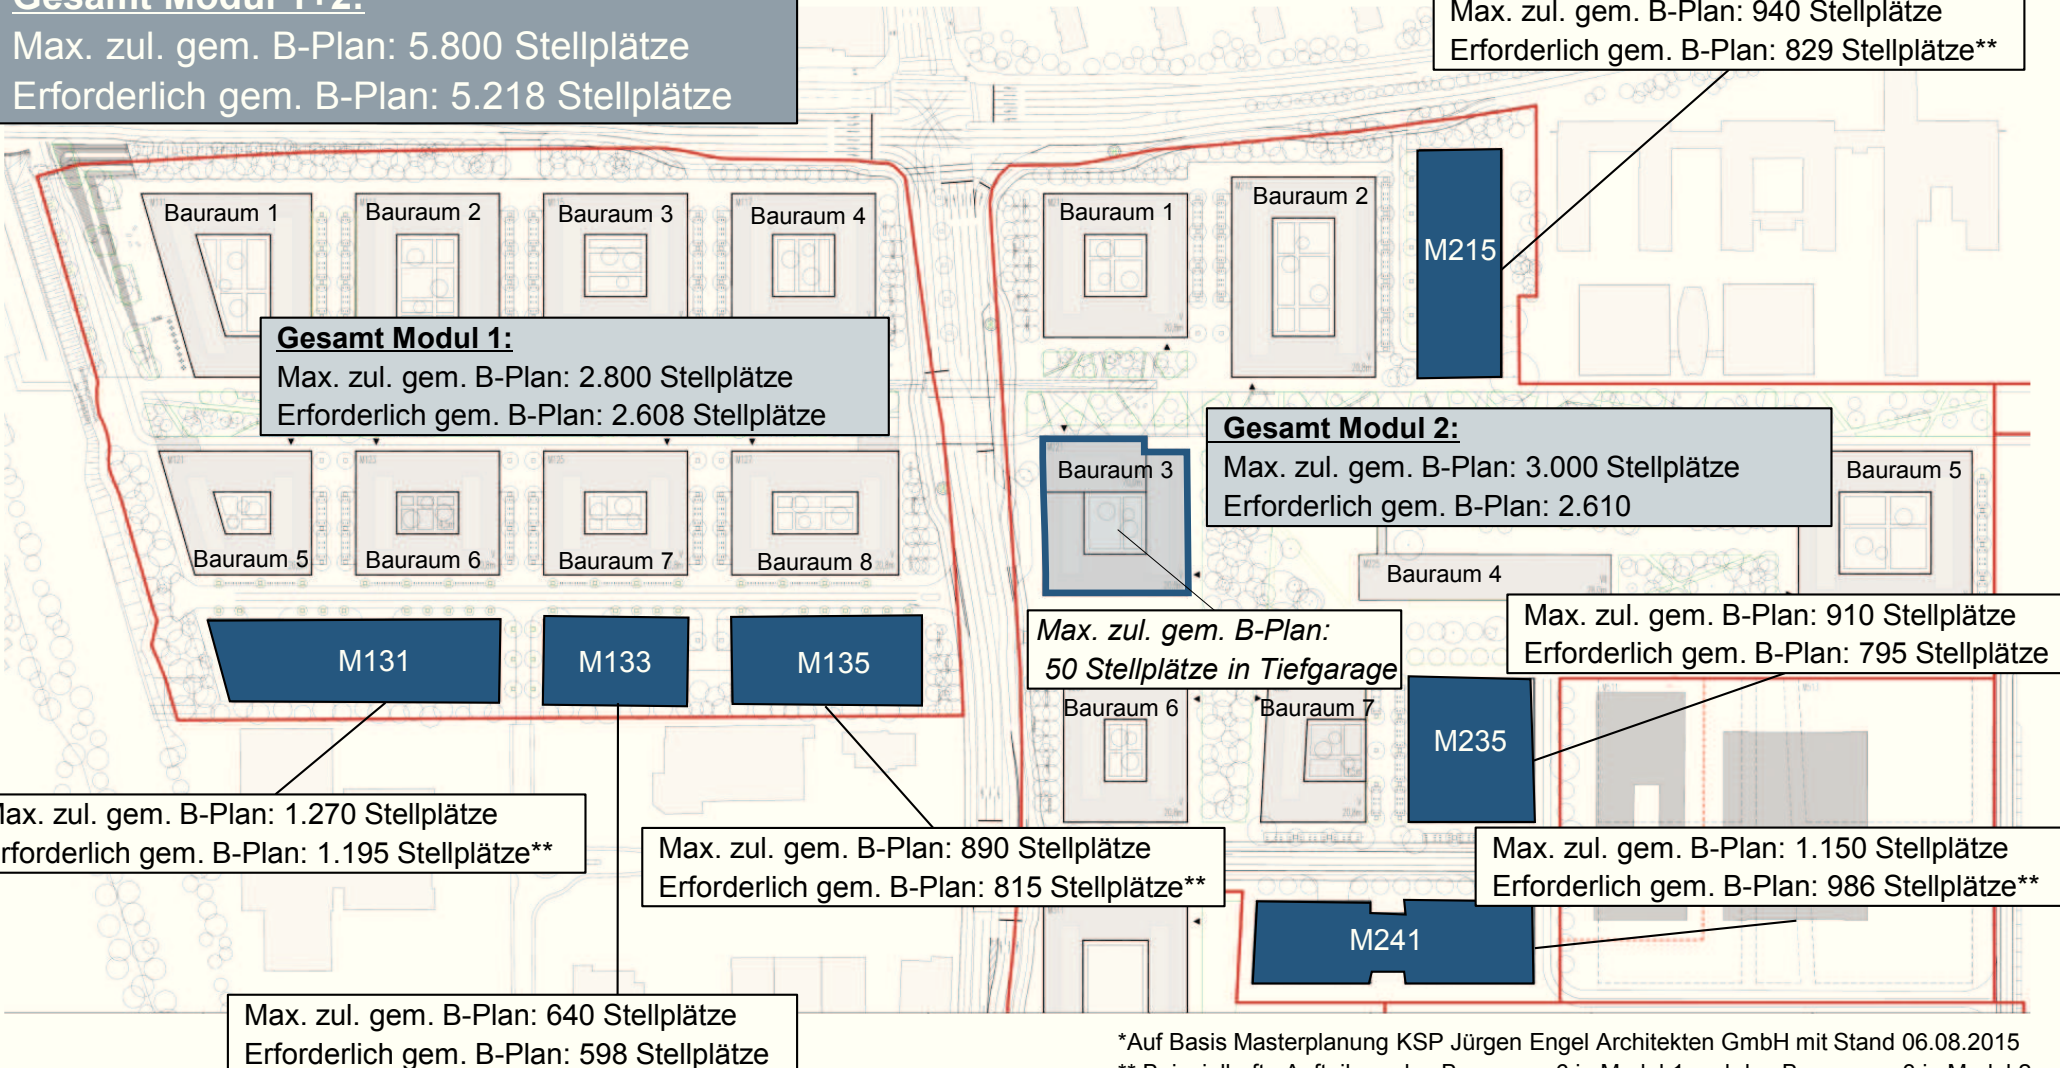 Gesamt Modul 1+2:
Max. zul. gem. B-Plan: 5.800 Stellplätze
Erforderlich gem. B-Plan: 5.218 Stellplätze
Max. zul. gem. B-Plan: 940 Stellplätze
Erforderlich gem. B-Plan: 829 Stellplätze**
Bauraum 1
Bauraum 2
Bauraum 3
Bauraum 4
Bauraum 1
Bauraum 2
M215
Gesamt Modul 1:
Max. zul. gem. B-Plan: 2.800 Stellplätze
Erforderlich gem. B-Plan: 2.608 Stellplätze
Gesamt Modul 2:
Max. zul. gem. B-Plan: 3.000 Stellplätze
Erforderlich gem. B-Plan: 2.610
Bauraum 3
Bauraum 5
Bauraum 5
Bauraum 6
Bauraum 7
Bauraum 8
Bauraum 4
Max. zul. gem. B-Plan:
50 Stellplätze in Tiefgarage
Max. zul. gem. B-Plan: 910 Stellplätze
Erforderlich gem. B-Plan: 795 Stellplätze
M131
M133
M135
Bauraum 6
Bauraum 7
M235
Max. zul. gem. B-Plan: 1.270 Stellplätze
Erforderlich gem. B-Plan: 1.195 Stellplätze**
Max. zul. gem. B-Plan: 890 Stellplätze
Erforderlich gem. B-Plan: 815 Stellplätze**
Max. zul. gem. B-Plan: 1.150 Stellplätze
Erforderlich gem. B-Plan: 986 Stellplätze**
M241
Max. zul. gem. B-Plan: 640 Stellplätze
Erforderlich gem. B-Plan: 598 Stellplätze
*Auf Basis Masterplanung KSP Jürgen Engel Architekten GmbH mit Stand 06.08.2015